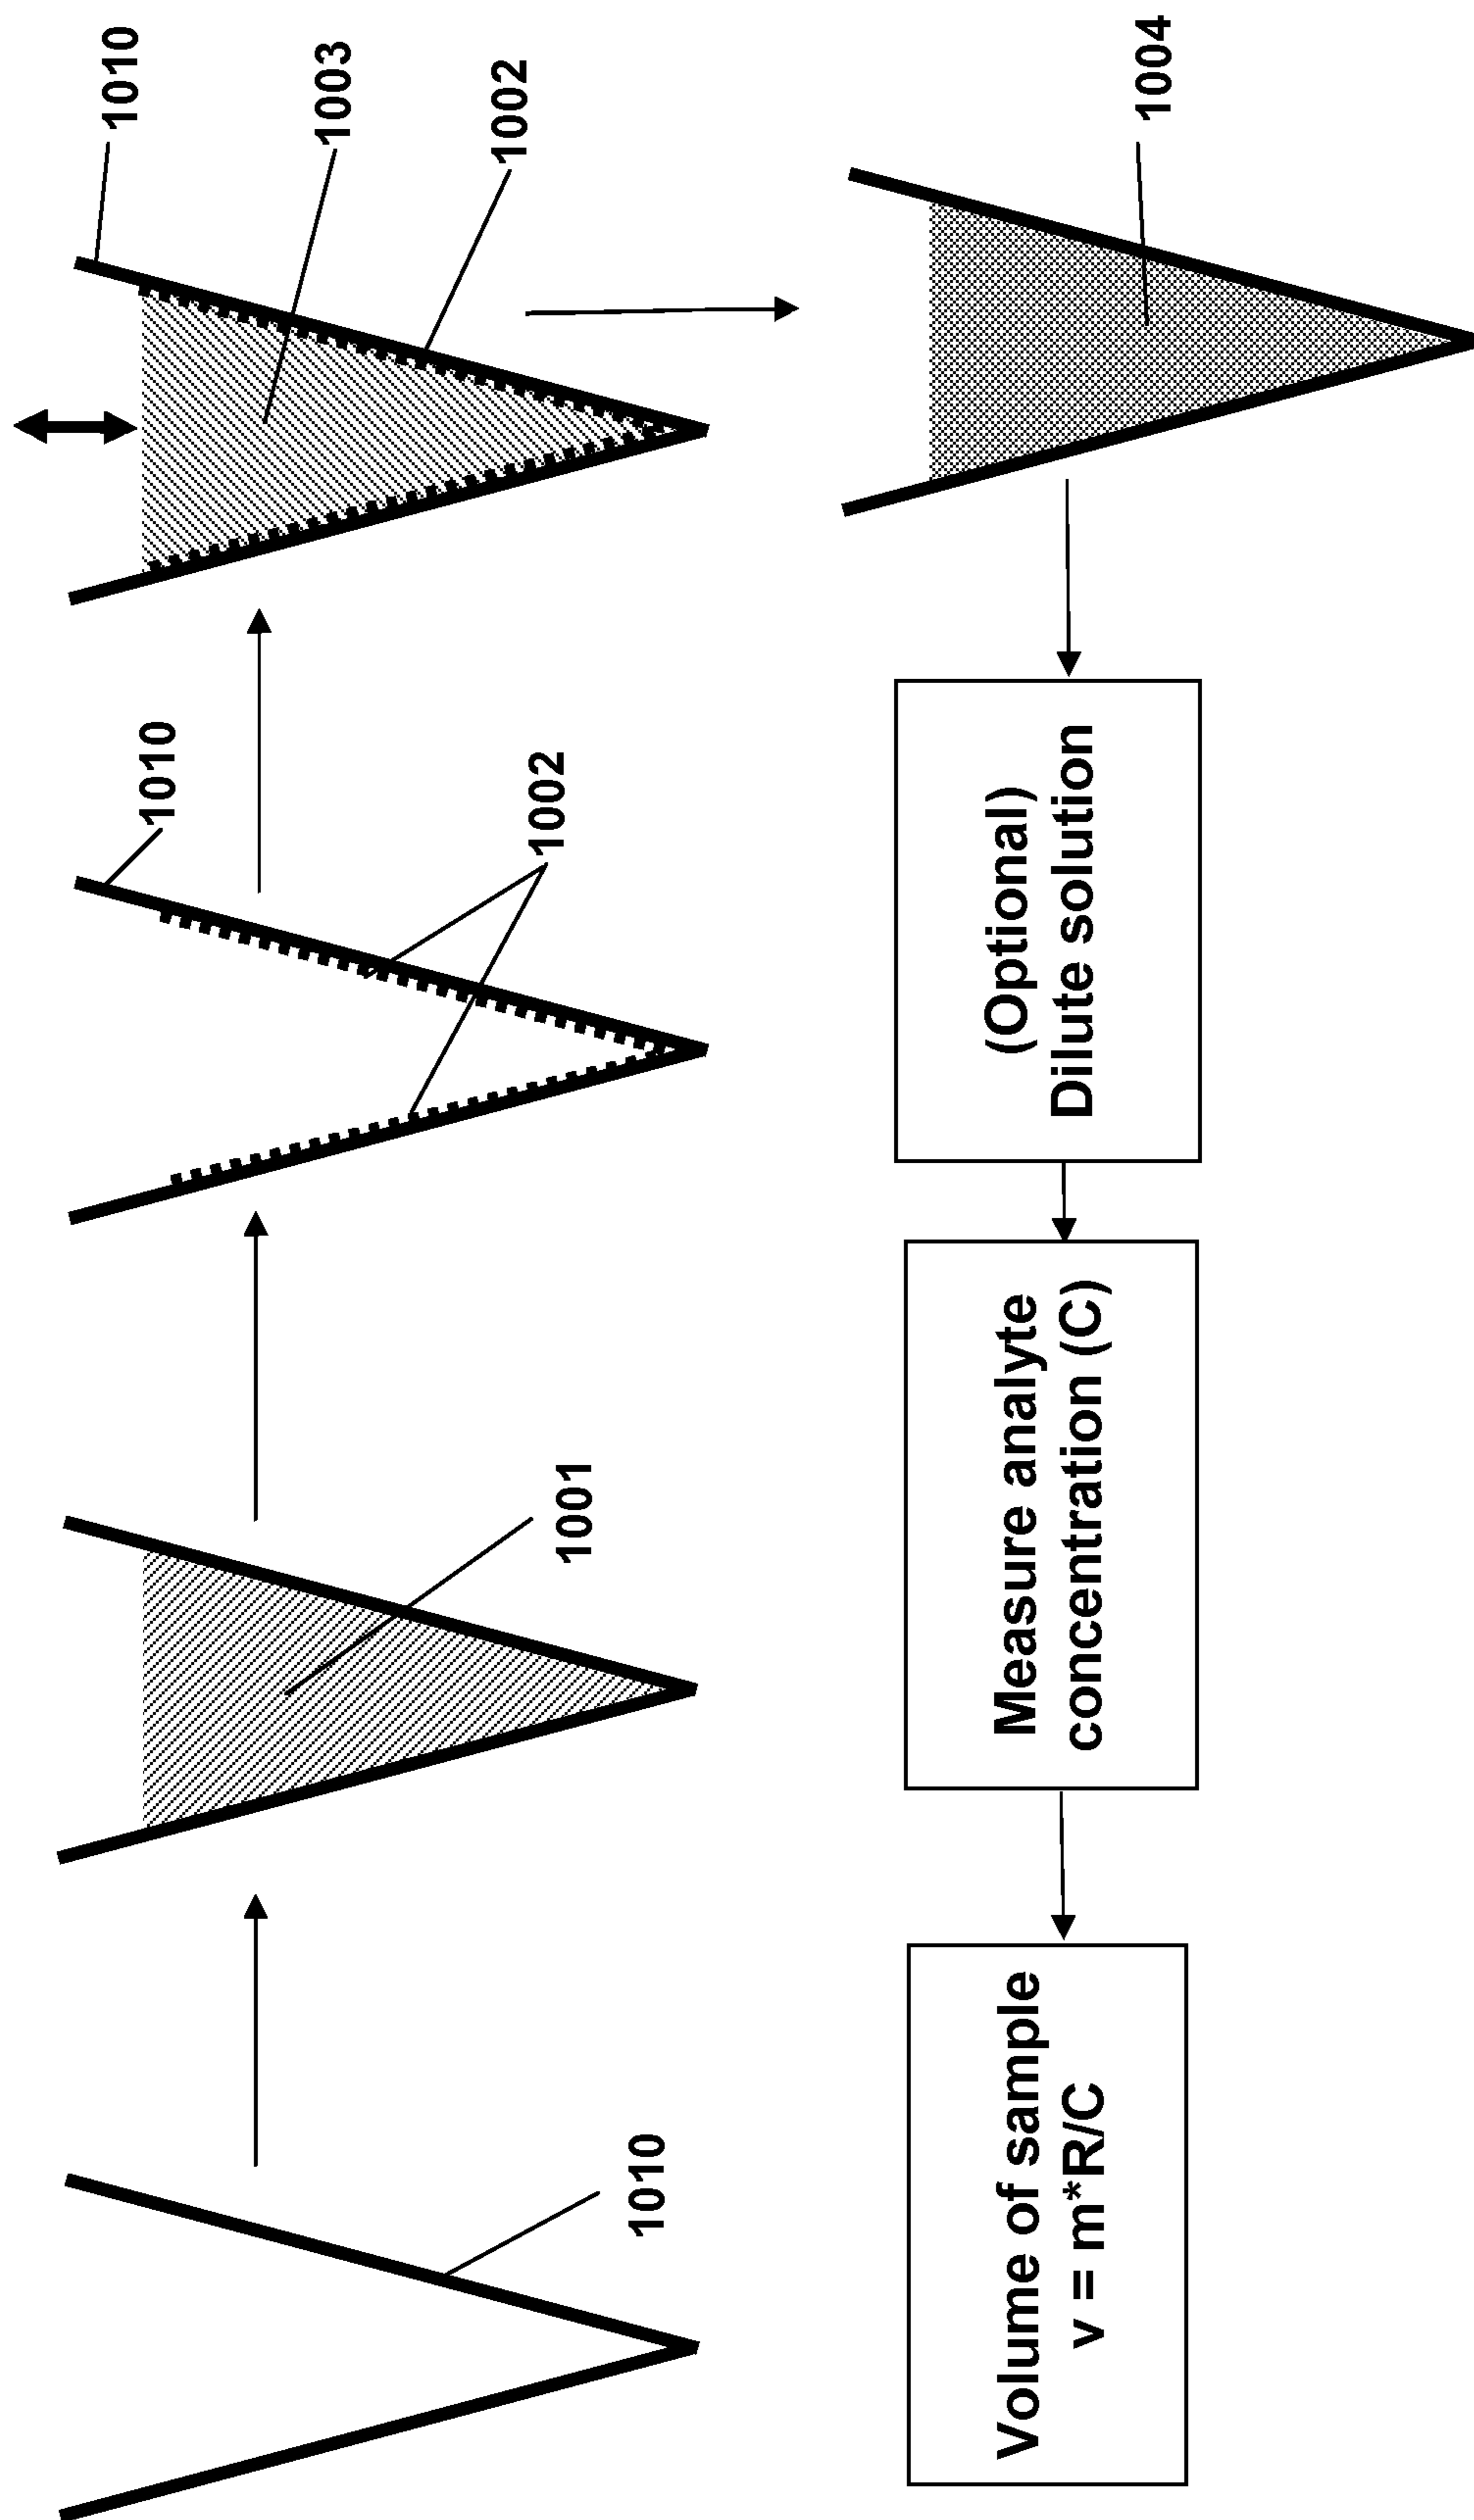 1010
1001
1010
1002
1010
1003
1002
1004
(Optional)
Dilute solution
Measure analyte
concentration (C)
Volume of sample
v = m*R/C